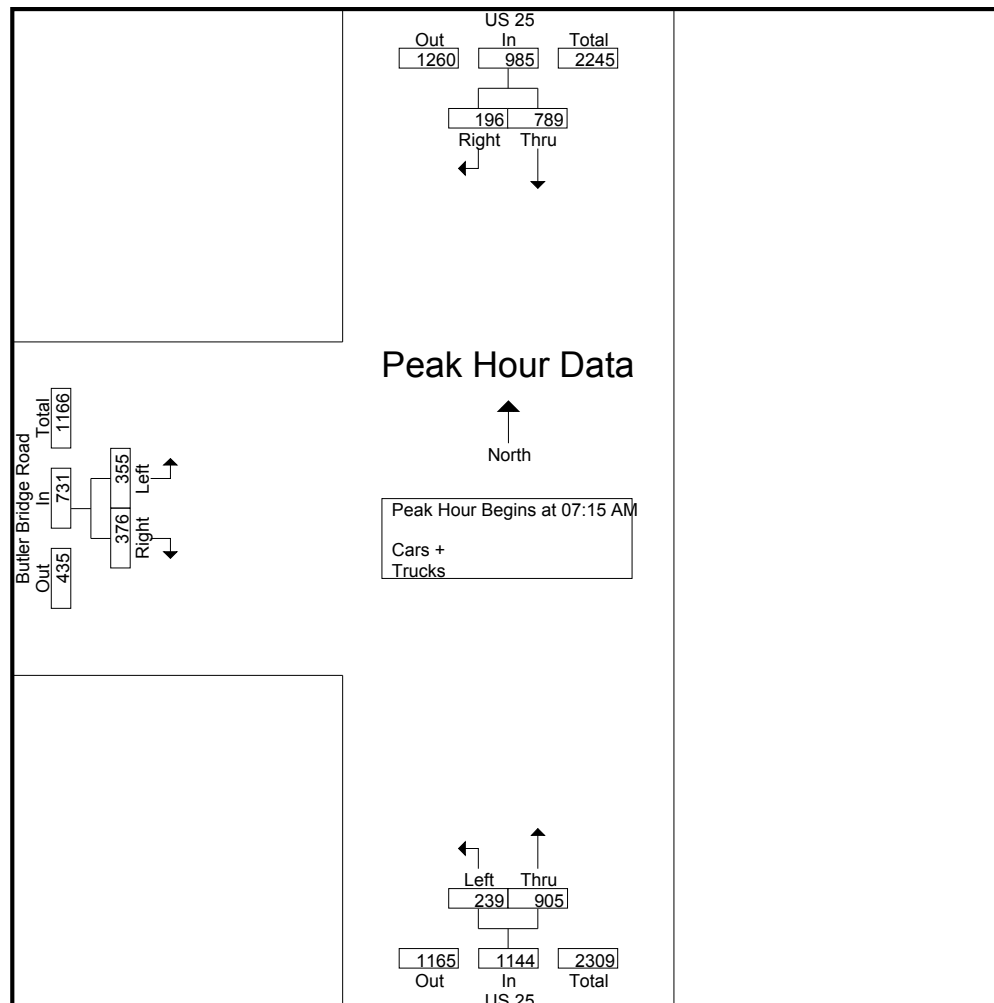 US 25
Out In Total
1260 985 2245
196 789
Right Thru
Peak Hour Data
North
Peak Hour Begins at 07:15 AM
Cars +
Trucks
Butler Bridge Road
Out In Total
435 731 1166
376 355
Right Left
Left Thru
239 905
1165 1144 2309
Out In Total
US 25